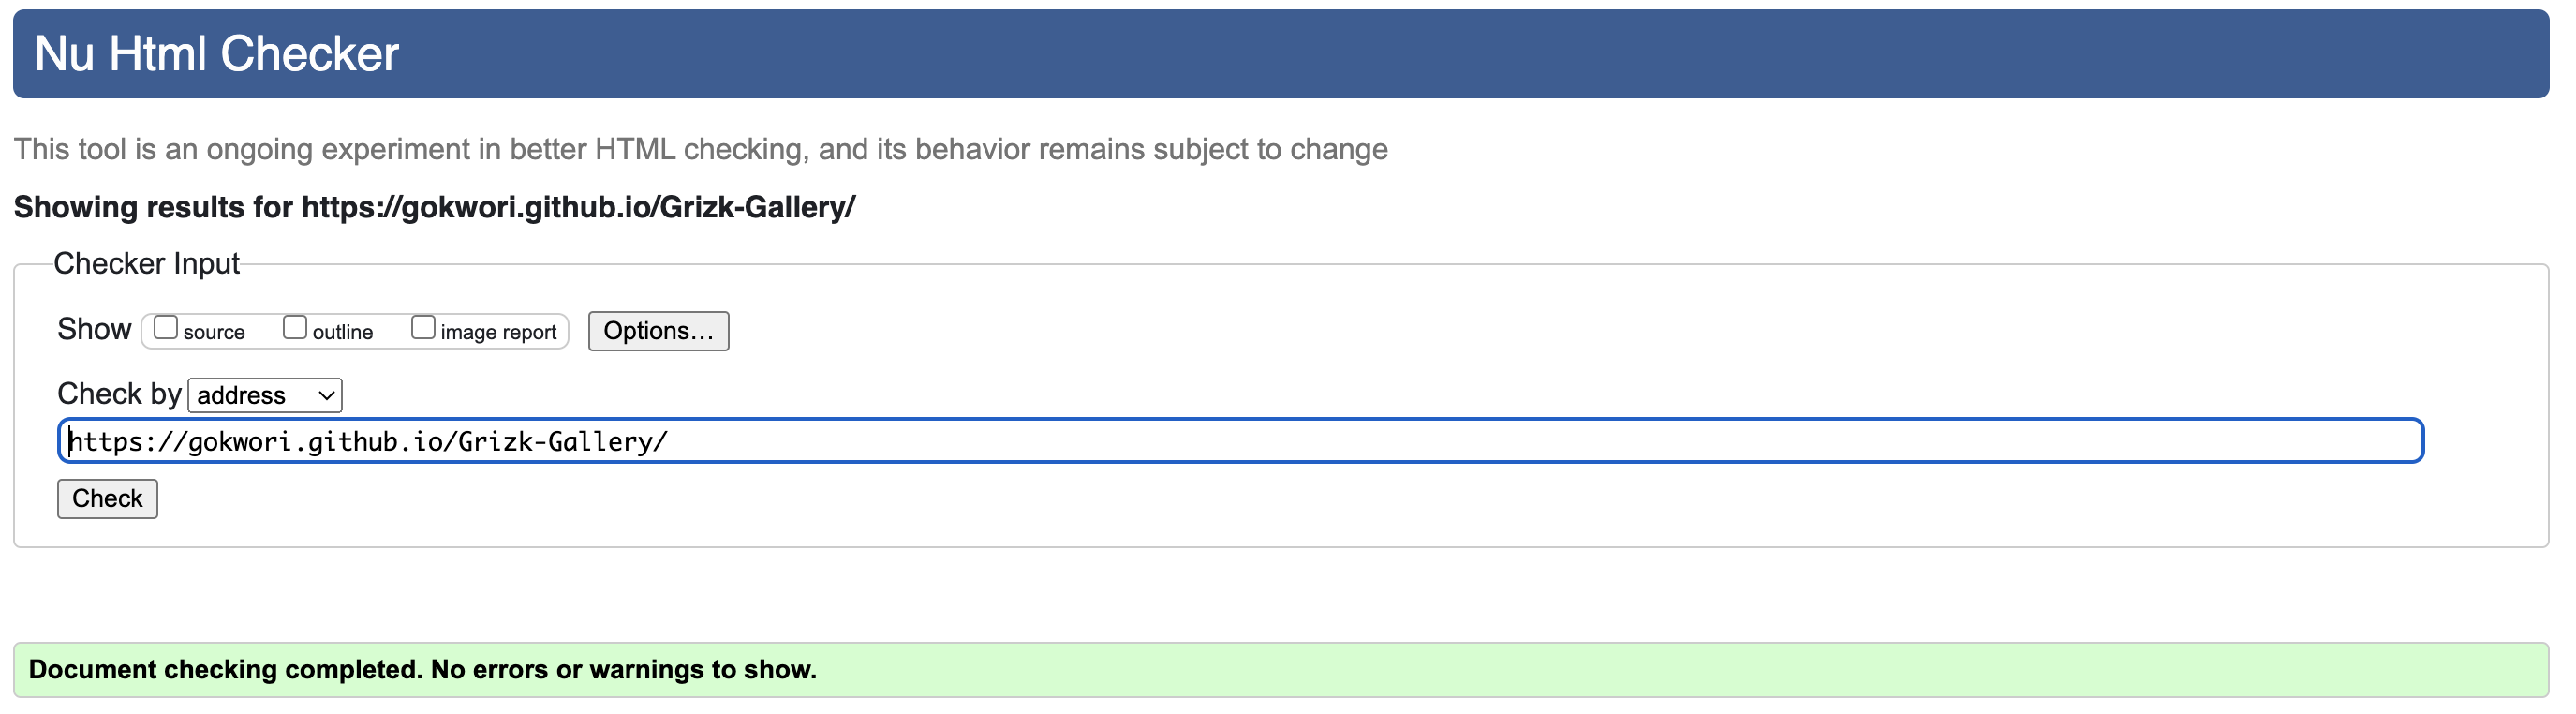 Nu Html Checker
This tool is an ongoing experiment in better HTML checking, and its behavior remains subject to change
Showing results for https://gokwori.github.io/Grizk-Gallery/
Checker Input
Show source outline image report Options...
Check by address
https://gokwori.github.io/Grizk-Gallery/
Check
Document checking completed. No errors or warnings to show.